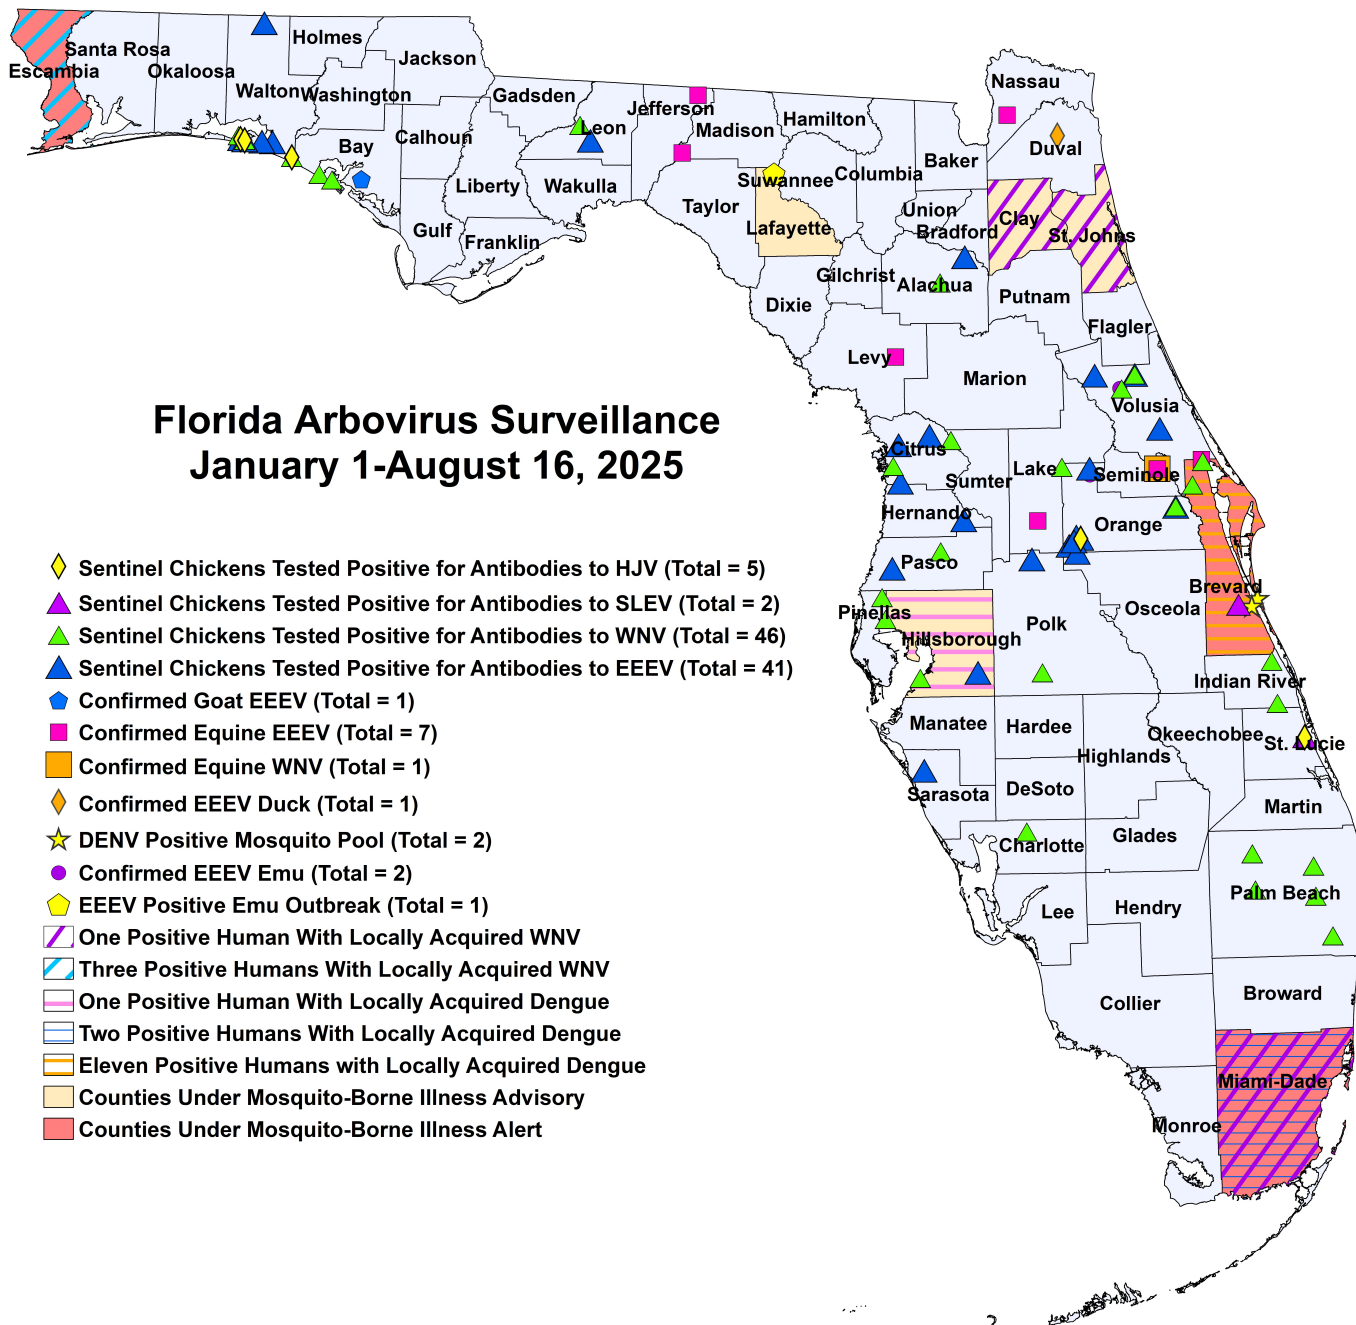 Holmes
Jackson
Santa Rosa
Escambia
Okaloosa
Walton
Washington
Gadsden
Leon
Jefferson
Madison
Hamilton
Nassau
Duval
Baker
Columbia
Suwannee
Calhoun
Bay
Liberty
Wakulla
Taylor
Lafayette
Union
Bradford
Clay
St. Johns
Gulf
Franklin
Gilchrist
Alachua
Putnam
Dixie
Flagler
Levy
Marion
Volusia
Florida Arbovirus Surveillance
January 1-August 16, 2025
Citrus
Sumter
Lake
Seminole
Hernando
Orange
Pasco
Brevard
Osceola
Pinellas
Hillsborough
Polk
Indian River
Manatee
Hardee
Okeechobee
St. Lucie
Highlands
Sarasota
DeSoto
Martin
Charlotte
Glades
Lee
Hendry
Palm Beach
Collier
Broward
Miami-Dade
Monroe
Sentinel Chickens Tested Positive for Antibodies to HJV (Total = 5)
Sentinel Chickens Tested Positive for Antibodies to SLEV (Total = 2)
Sentinel Chickens Tested Positive for Antibodies to WNV (Total = 46)
Sentinel Chickens Tested Positive for Antibodies to EEEV (Total = 41)
Confirmed Goat EEEV (Total = 1)
Confirmed Equine EEEV (Total = 7)
Confirmed Equine WNV (Total = 1)
Confirmed EEEV Duck (Total = 1)
DENV Positive Mosquito Pool (Total = 2)
Confirmed EEEV Emu (Total = 2)
EEEV Positive Emu Outbreak (Total = 1)
One Positive Human With Locally Acquired WNV
Three Positive Humans With Locally Acquired WNV
One Positive Human With Locally Acquired Dengue
Two Positive Humans With Locally Acquired Dengue
Eleven Positive Humans with Locally Acquired Dengue
Counties Under Mosquito-Borne Illness Advisory
Counties Under Mosquito-Borne Illness Alert